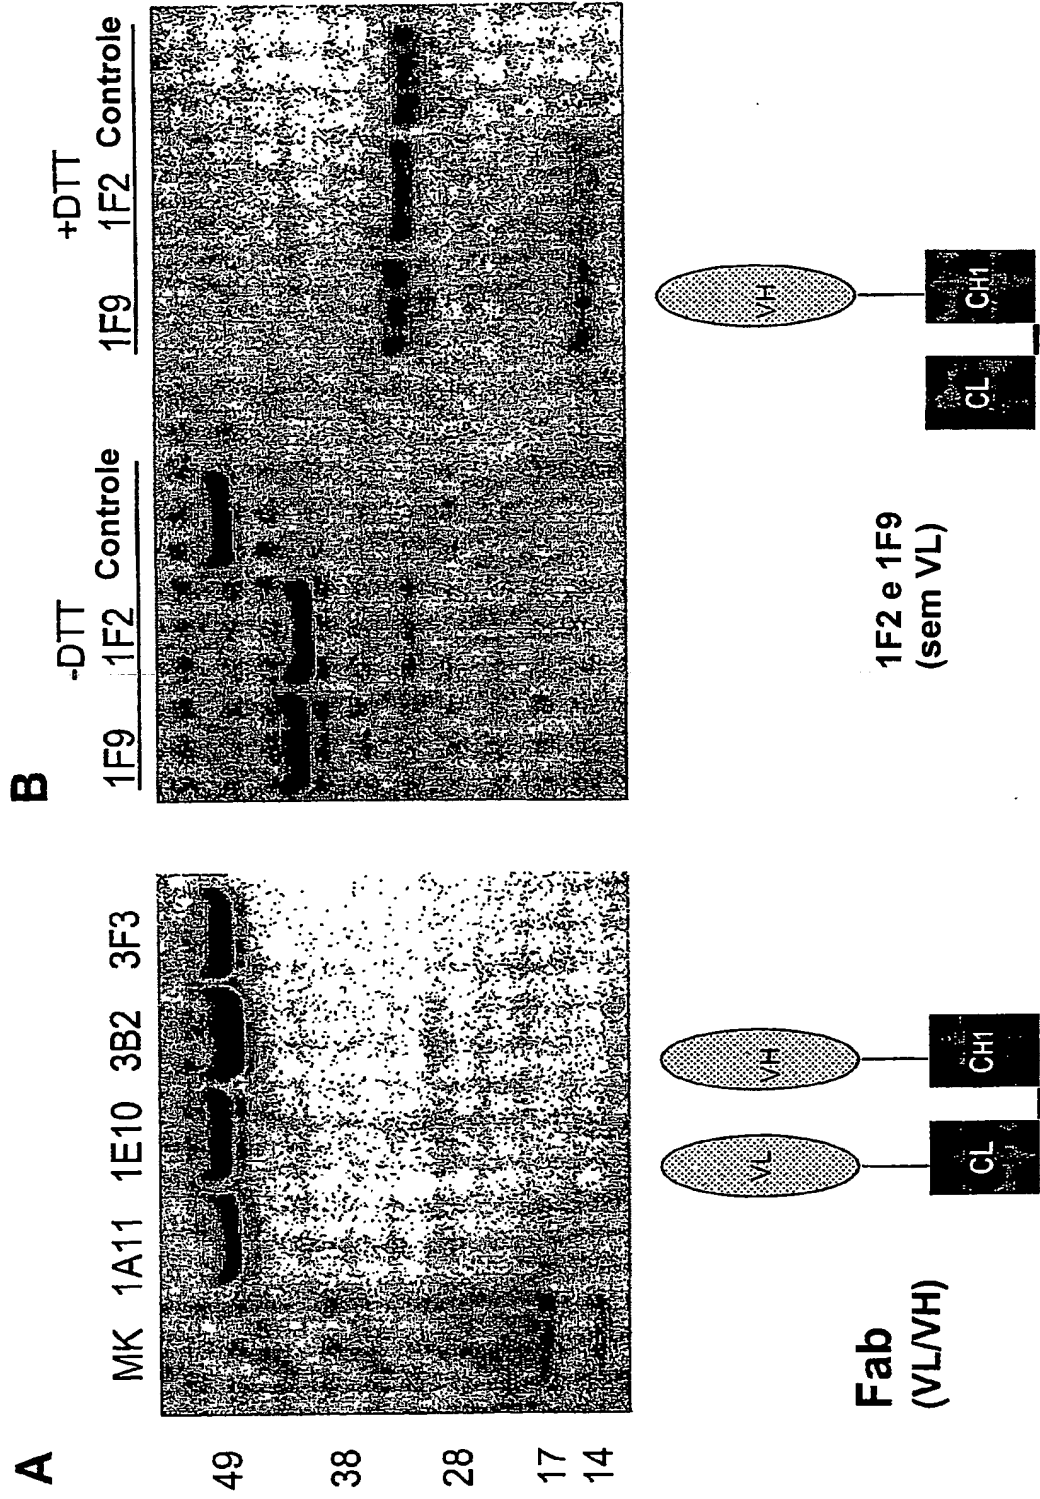 A
MK 1A11 1E10 3B2 3F3
49
38
28
17
14
Fab
(VL/VH)
VL
VH
CL
CH1
B
-DTT
+DTT
1F9 1F2 Controle
1F9 1F2 Controle
1F2 e 1F9
(sem VL)
VH
CL
CH1